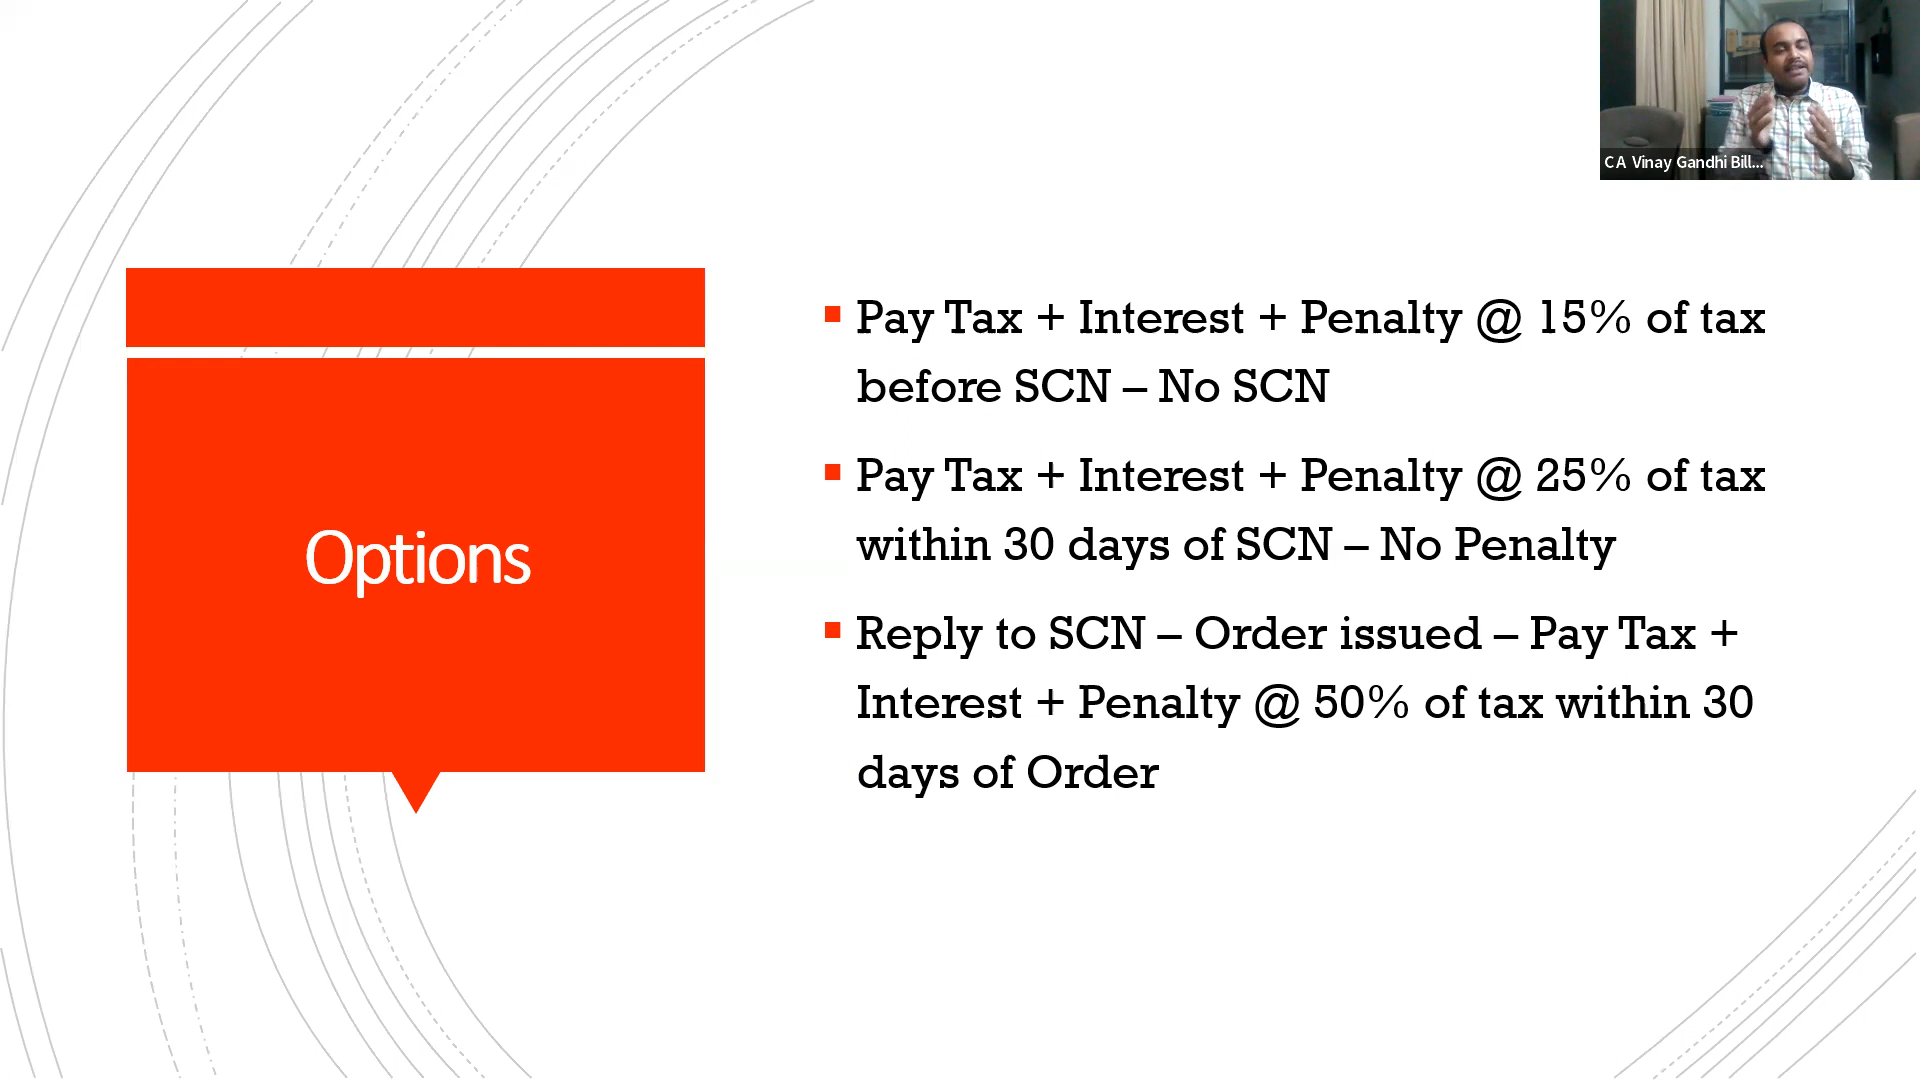 CA Vinay Gandhi Bill...
Options
Pay Tax + Interest + Penalty @ 15% of tax
before SCN – No SCN
Pay Tax + Interest + Penalty @ 25% of tax
within 30 days of SCN – No Penalty
Reply to SCN – Order issued – Pay Tax +
Interest + Penalty @ 50% of tax within 30
days of Order